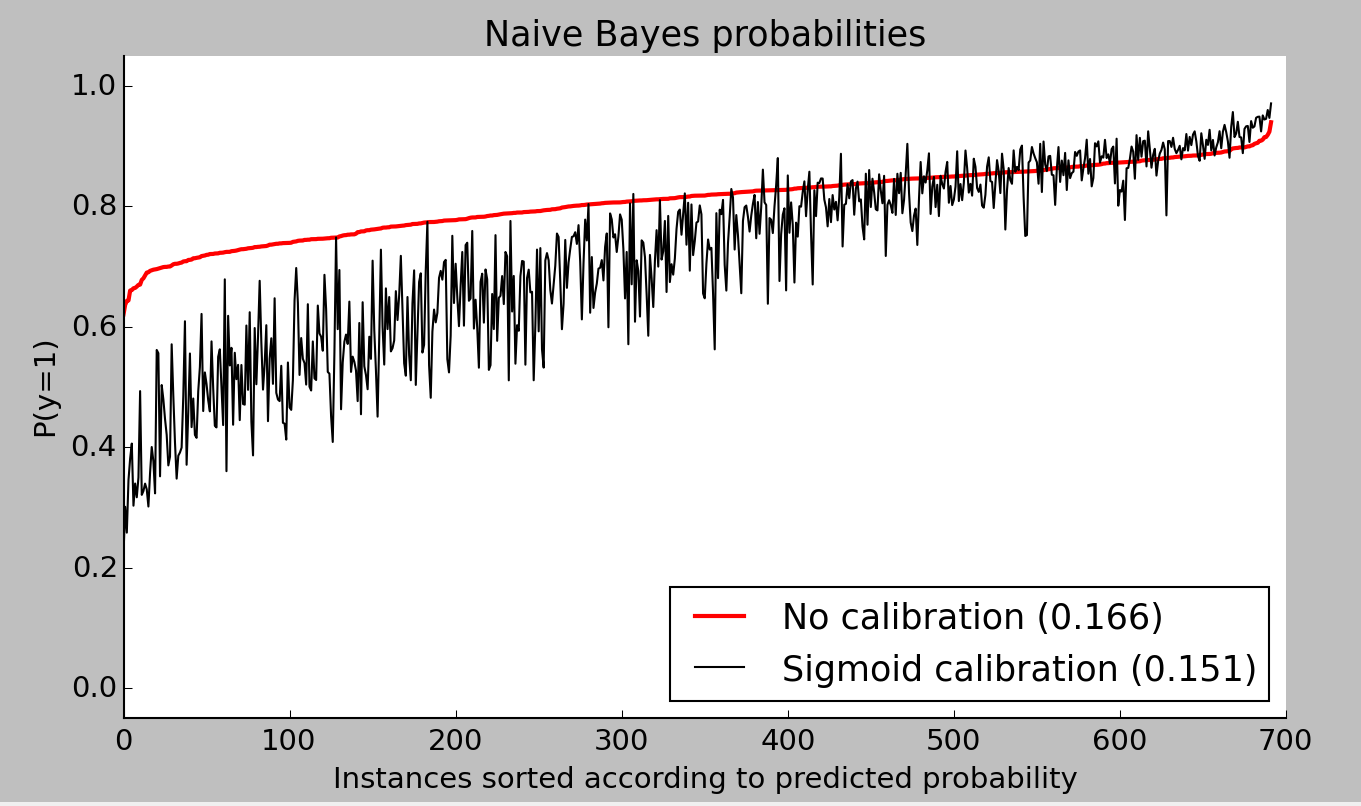 Naive Bayes probabilities
1.0
0.8
0.6
0.4
0.2
0.0
P(y=1)
No calibration (0.166)
Sigmoid calibration (0.151)
0 100 200 300 400 500 600 700
Instances sorted according to predicted probability